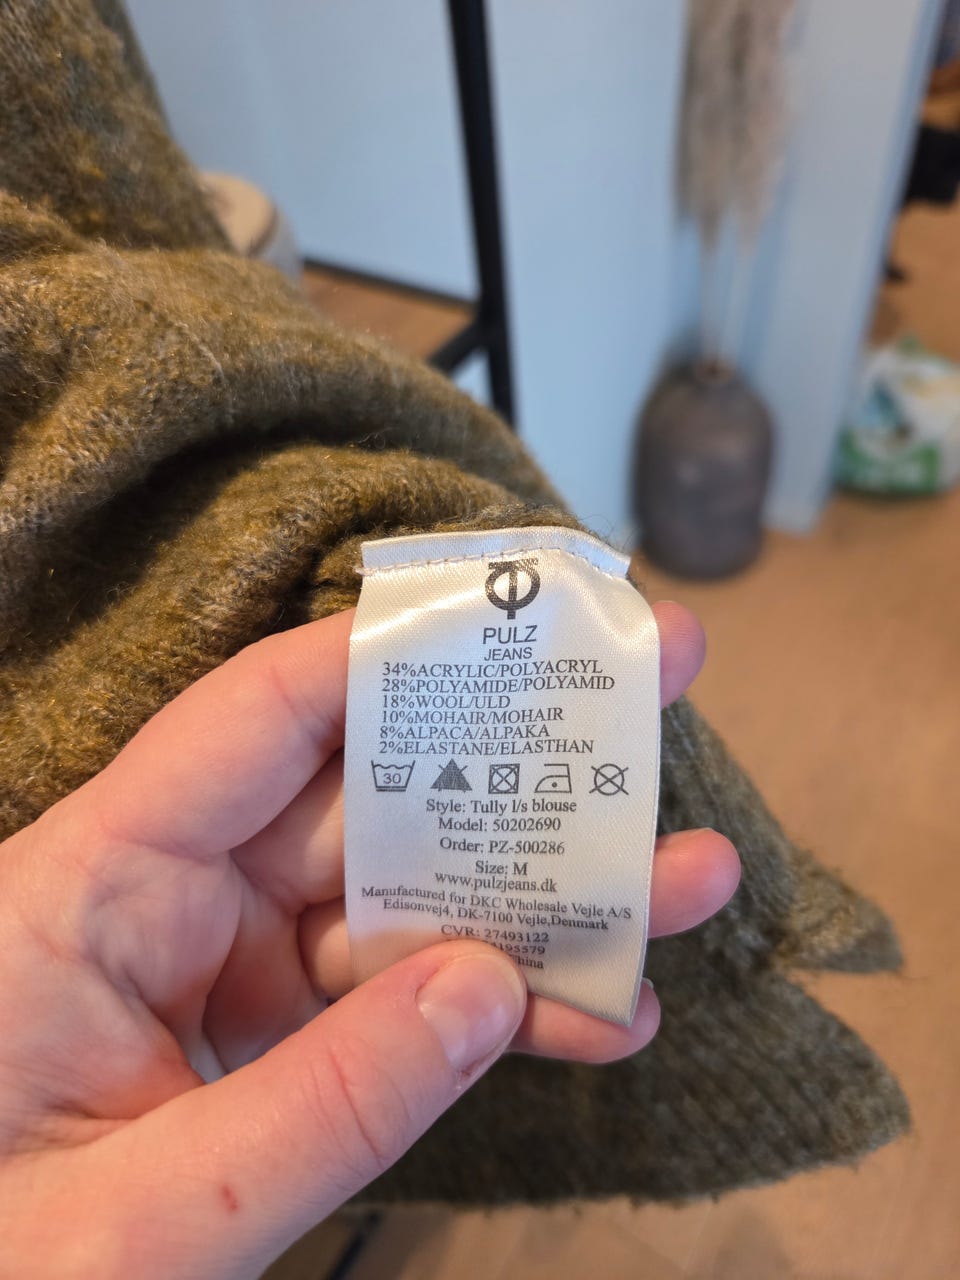 PULZ
JEANS
34%ACRYLIC/POLYACRYL
28%POLYAMIDE/POLYAMID
18%WOOL/ULD
10%MOHAIR/MOHAIR
8%ALPACA/ALPAKA
2%ELASTANE/ELASTHAN
30
Style: Tully l/s blouse
Model: 50202690
Order: PZ-500286
Size: M
www.pulzjeans.dk
Manufactured for DKC Wholesale Vejle A/S
Edisonvej4, DK-7100 Vejle,Denmark
CVR: 27493122